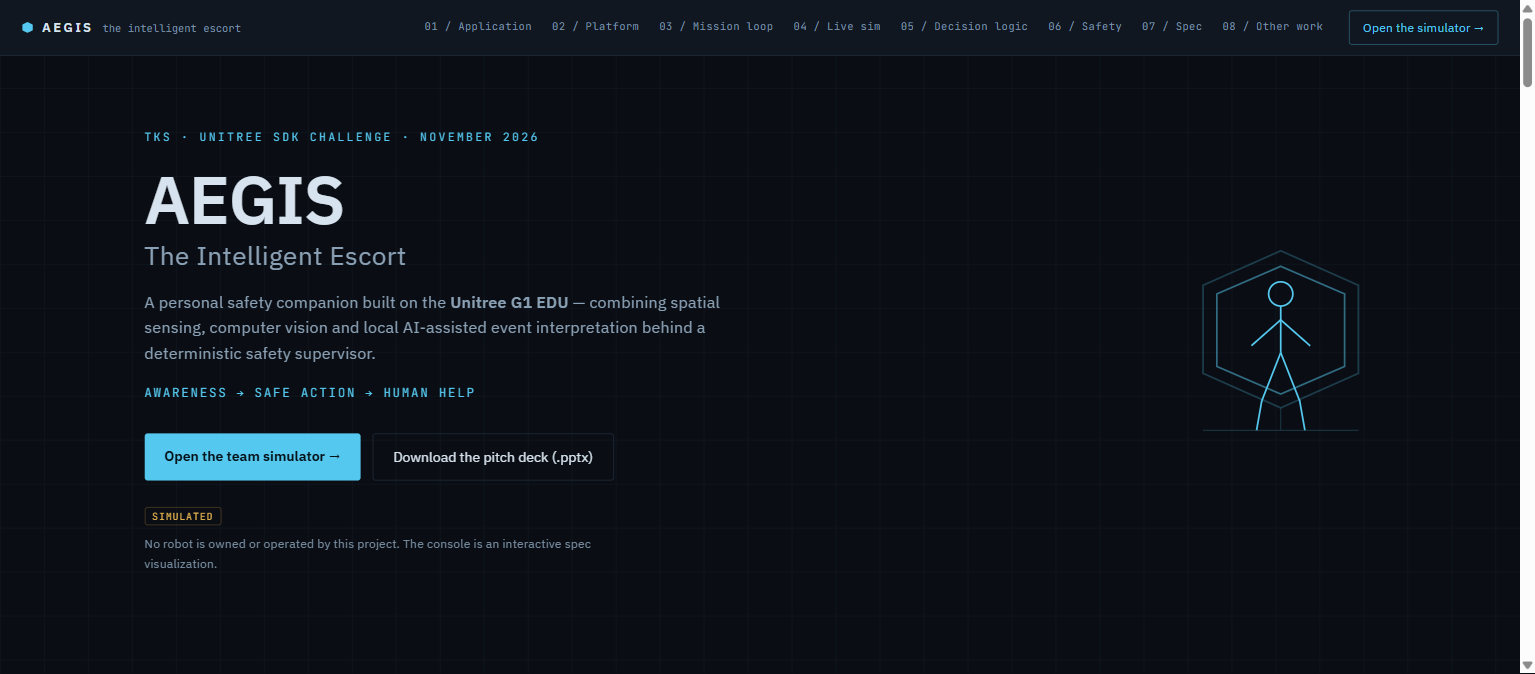 AEGIS the intelligent escort 01 / Application 02 / Platform 03 / Mission loop 04 / Live sim 05 / Decision logic 06 / Safety 07 / Spec 08 / Other work Open the simulator →
TKS · UNITREE SDK CHALLENGE · NOVEMBER 2026
AEGIS
The Intelligent Escort
A personal safety companion built on the Unitree G1 EDU — combining spatial
sensing, computer vision and local AI-assisted event interpretation behind a
deterministic safety supervisor.
AWARENESS → SAFE ACTION → HUMAN HELP
Open the team simulator → Download the pitch deck (.pptx)
SIMULATED
No robot is owned or operated by this project. The console is an interactive spec
visualization.